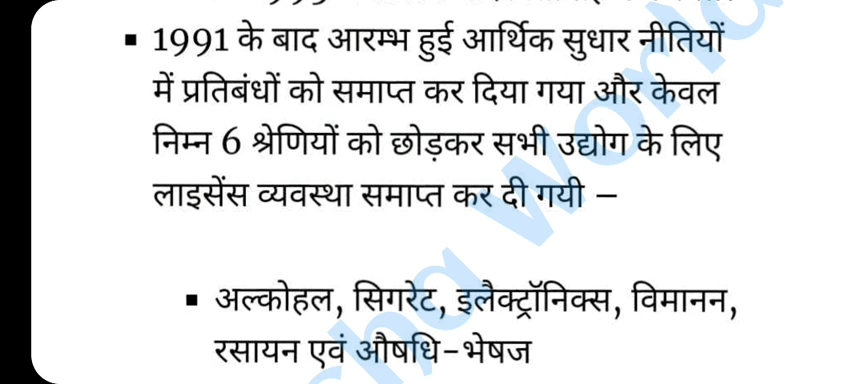 ▪ 1991 के बाद आरम्भ हुई आर्थिक सुधार नीतियों
में प्रतिबंधों को समाप्त कर दिया गया और केवल
निम्न 6 श्रेणियों को छोड़कर सभी उद्योग के लिए
लाइसेंस व्यवस्था समाप्त कर दी गयी –
▪ अल्कोहल, सिगरेट, इलैक्ट्रॉनिक्स, विमानन,
रसायन एवं औषधि-भेषज